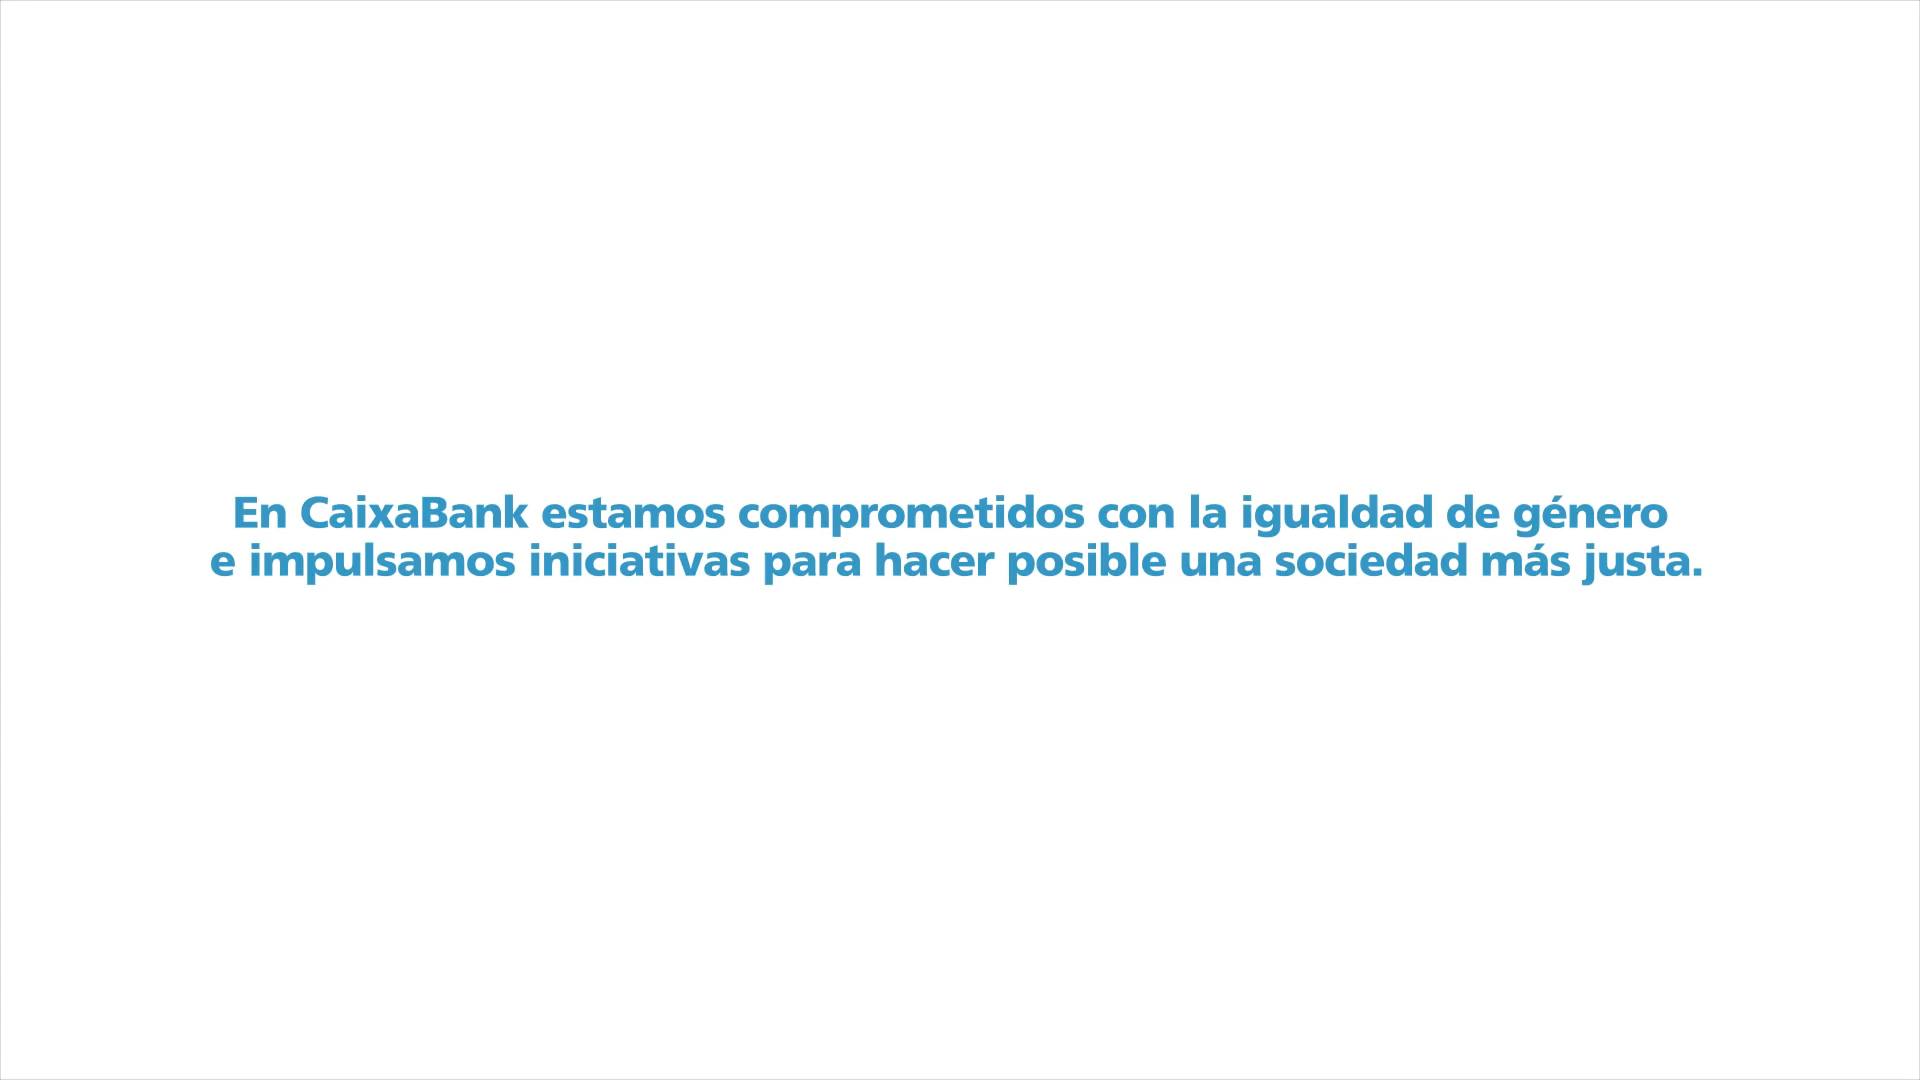 En CaixaBank estamos comprometidos con la igualdad de género
e impulsamos iniciativas para hacer posible una sociedad más justa.